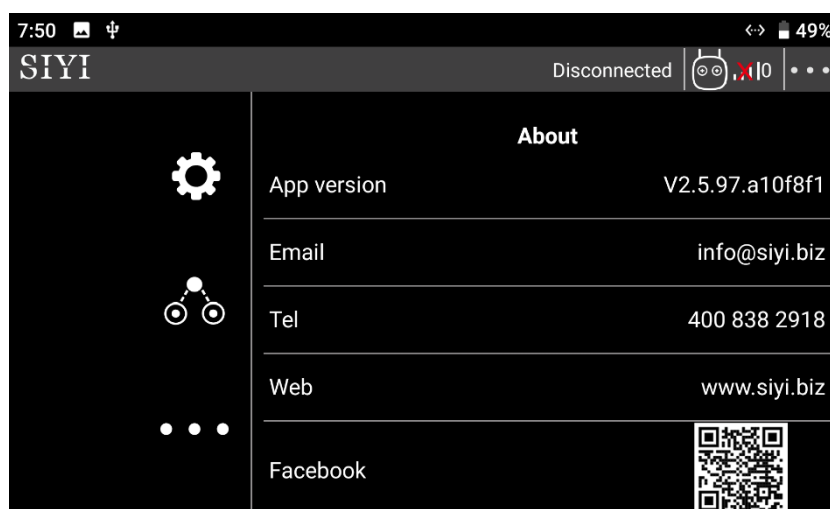 7:50 49%
SIYI Disconnected 0
About
App version V2.5.97.a10f8f1
Email info@siyi.biz
Tel 400 838 2918
Web www.siyi.biz
Facebook